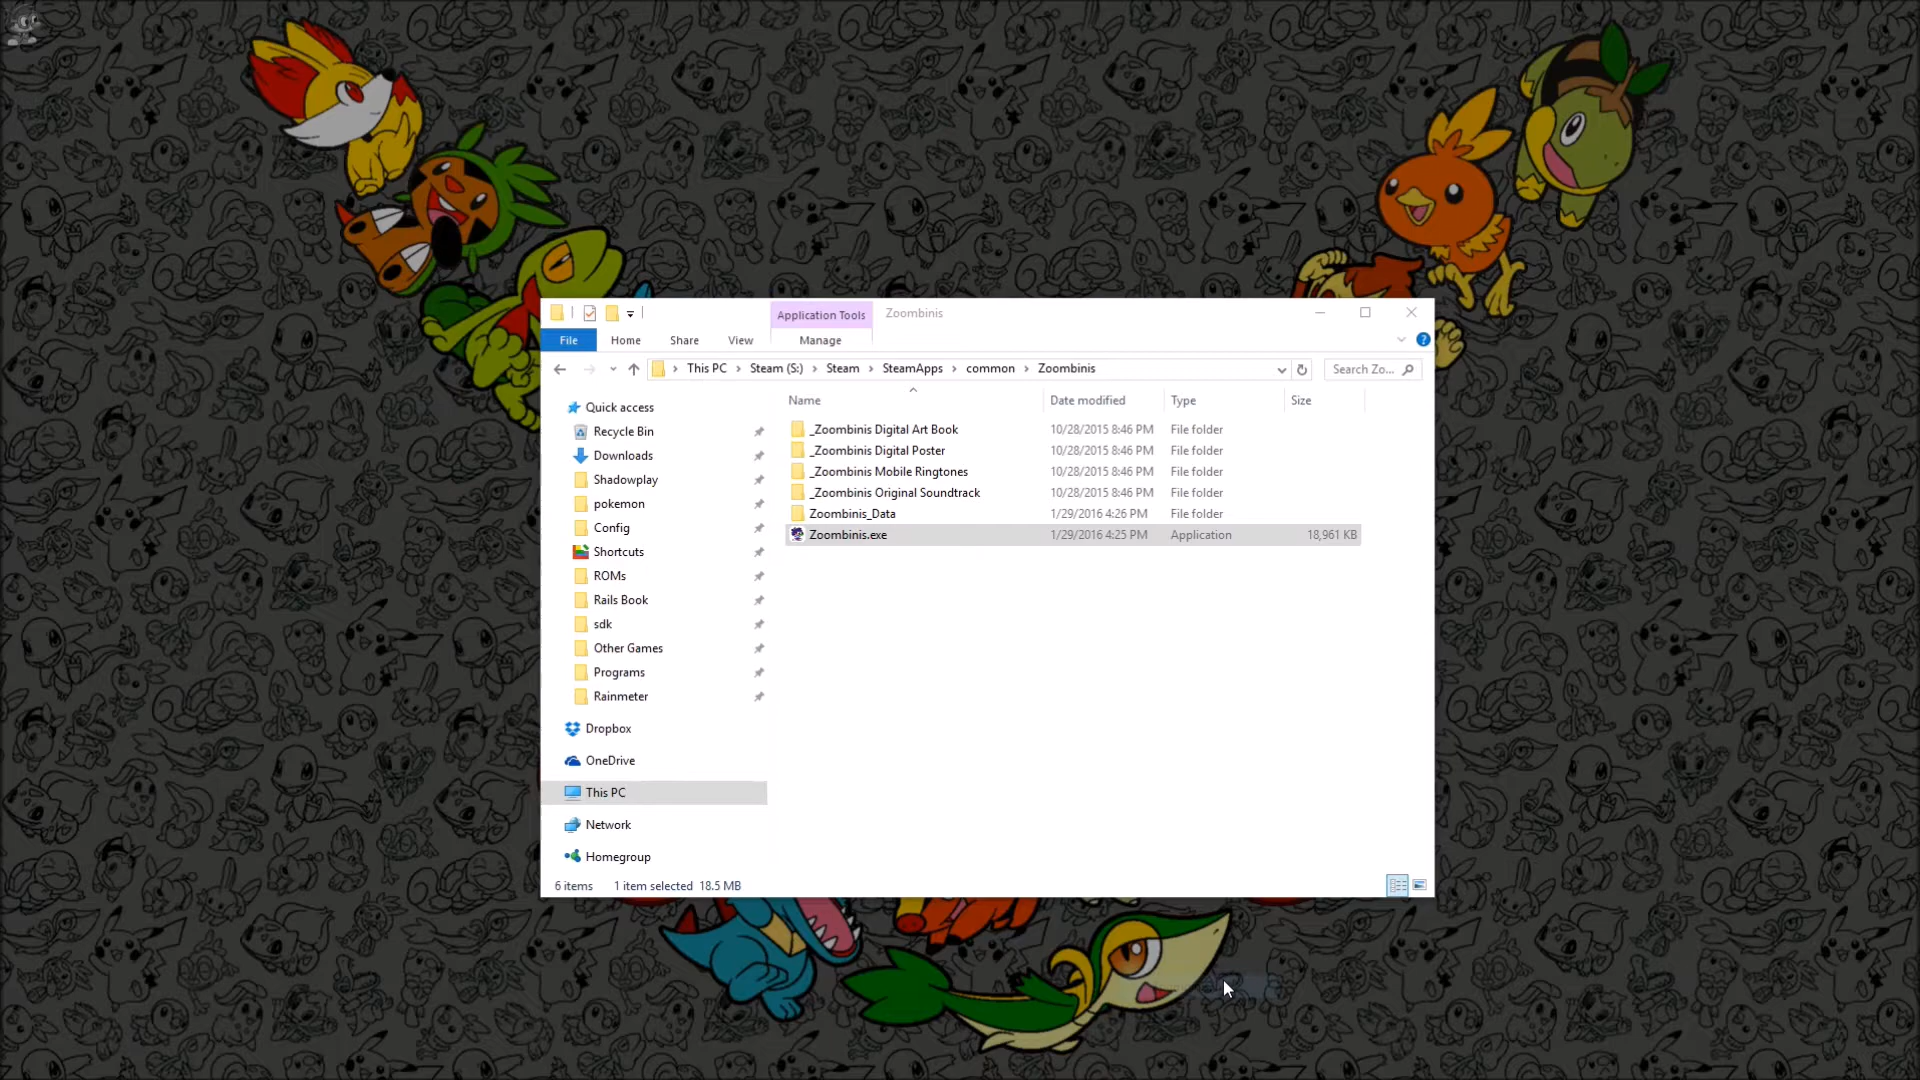 Application Tools Zoombinis
File Home Share View Manage
This PC Steam (S:) Steam SteamApps common Zoombinis Search Zo...
Name Date modified Type Size
Quick access
Recycle Bin
Downloads
Shadowplay
pokemon
Config
Shortcuts
ROMs
Rails Book
sdk
Other Games
Programs
Rainmeter
Dropbox
OneDrive
This PC
Network
Homegroup
_Zoombinis Digital Art Book 10/28/2015 8:46 PM File folder
_Zoombinis Digital Poster 10/28/2015 8:46 PM File folder
_Zoombinis Mobile Ringtones 10/28/2015 8:46 PM File folder
_Zoombinis Original Soundtrack 10/28/2015 8:46 PM File folder
Zoombinis_Data 1/29/2016 4:26 PM File folder
Zoombinis.exe 1/29/2016 4:25 PM Application 18,961 KB
6 items 1 item selected 18.5 MB